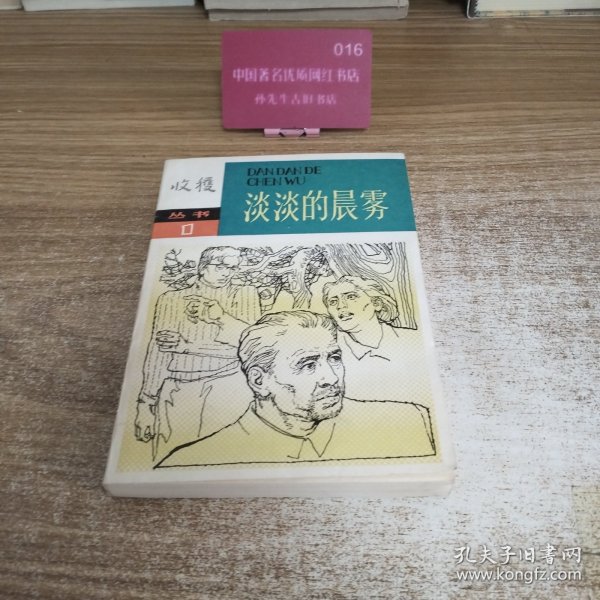 016
中国著名优质网红书店
孙先生古旧书店
收獲
丛书
1
DAN DAN DE
CHEN WU
淡淡的晨雾
孔夫子旧书网
www.kongfz.com